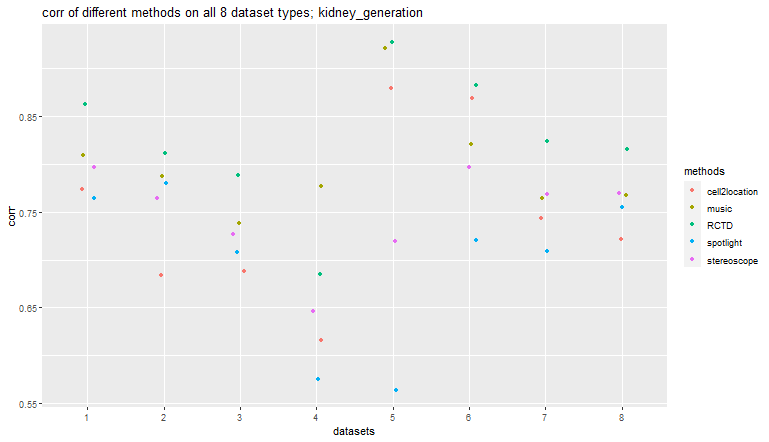 corr of different methods on all 8 dataset types; kidney_generation
corr
0.85
0.75
0.65
0.55
1 2 3 4 5 6 7 8
datasets
methods
cell2location
music
RCTD
spotlight
stereoscope